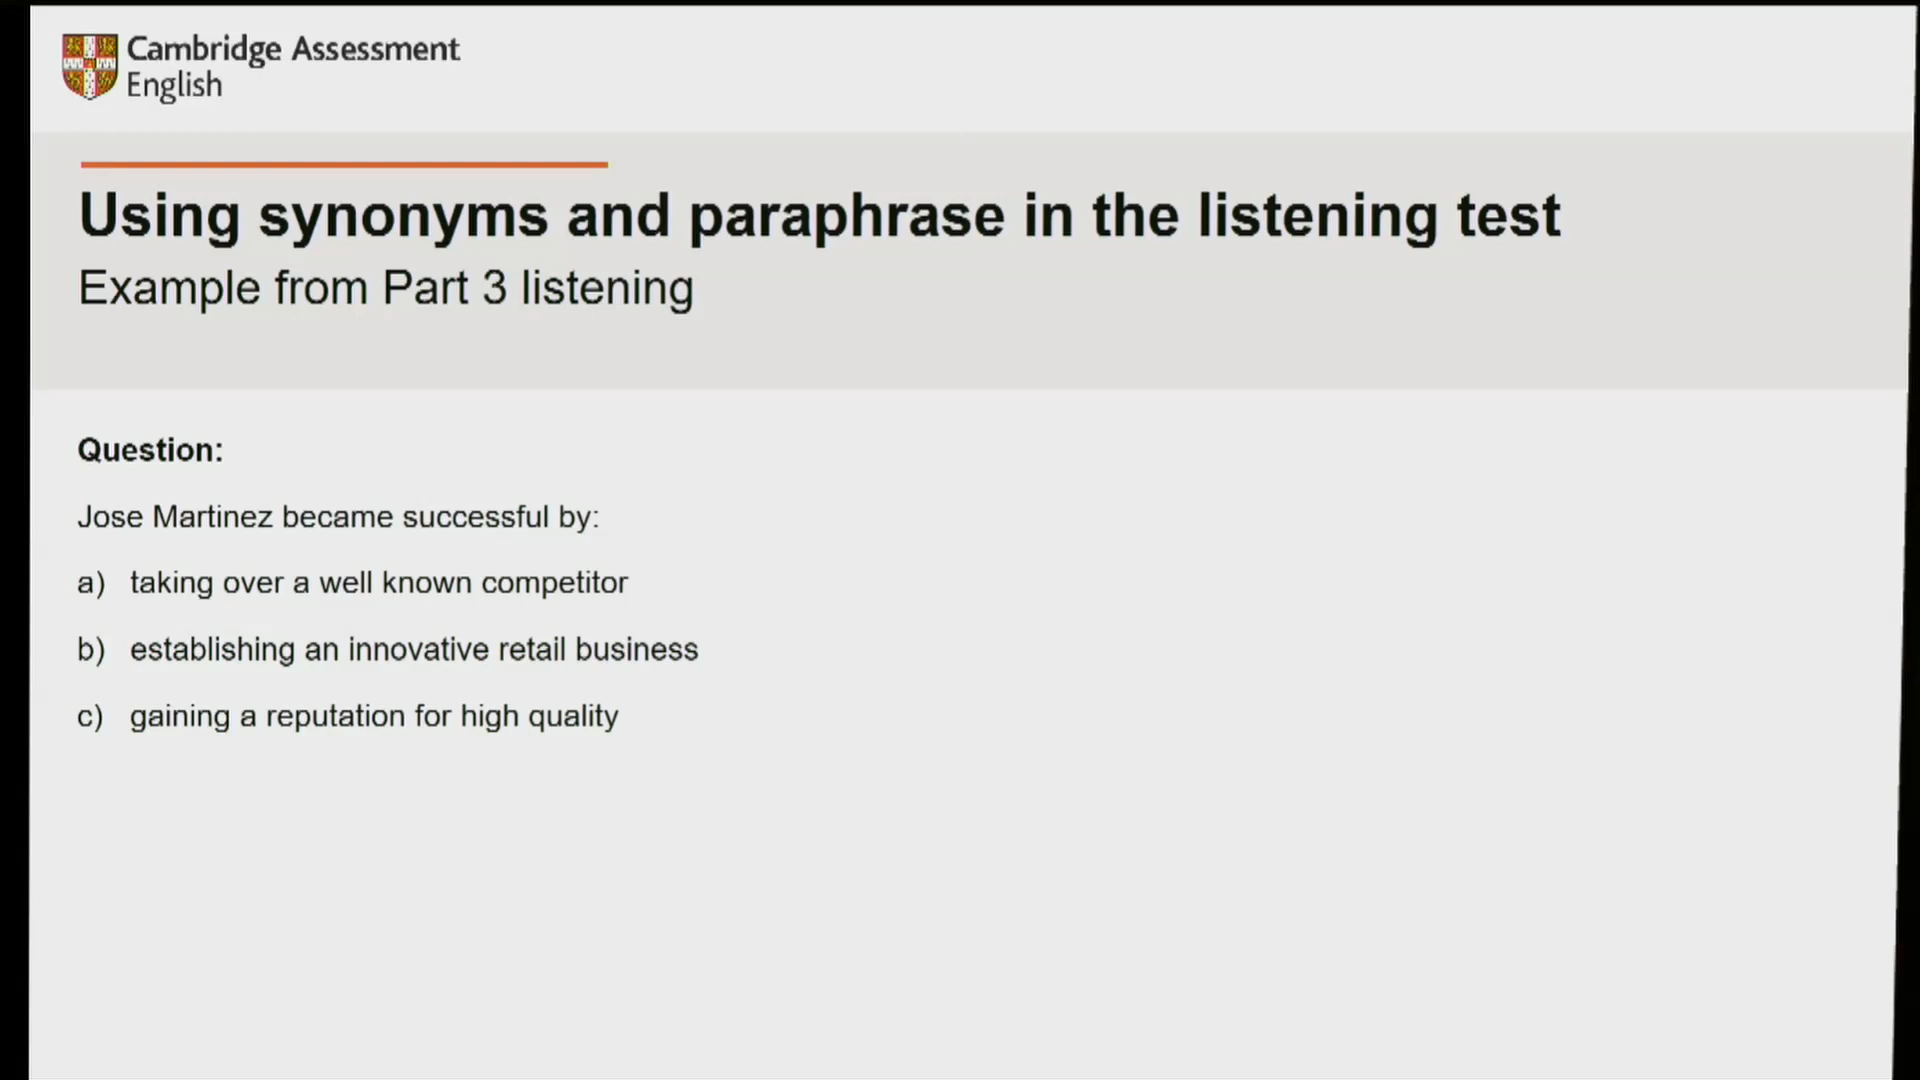 Cambridge Assessment
English
Using synonyms and paraphrase in the listening test
Example from Part 3 listening
Question:
Jose Martinez became successful by:
a) taking over a well known competitor
b) establishing an innovative retail business
c) gaining a reputation for high quality